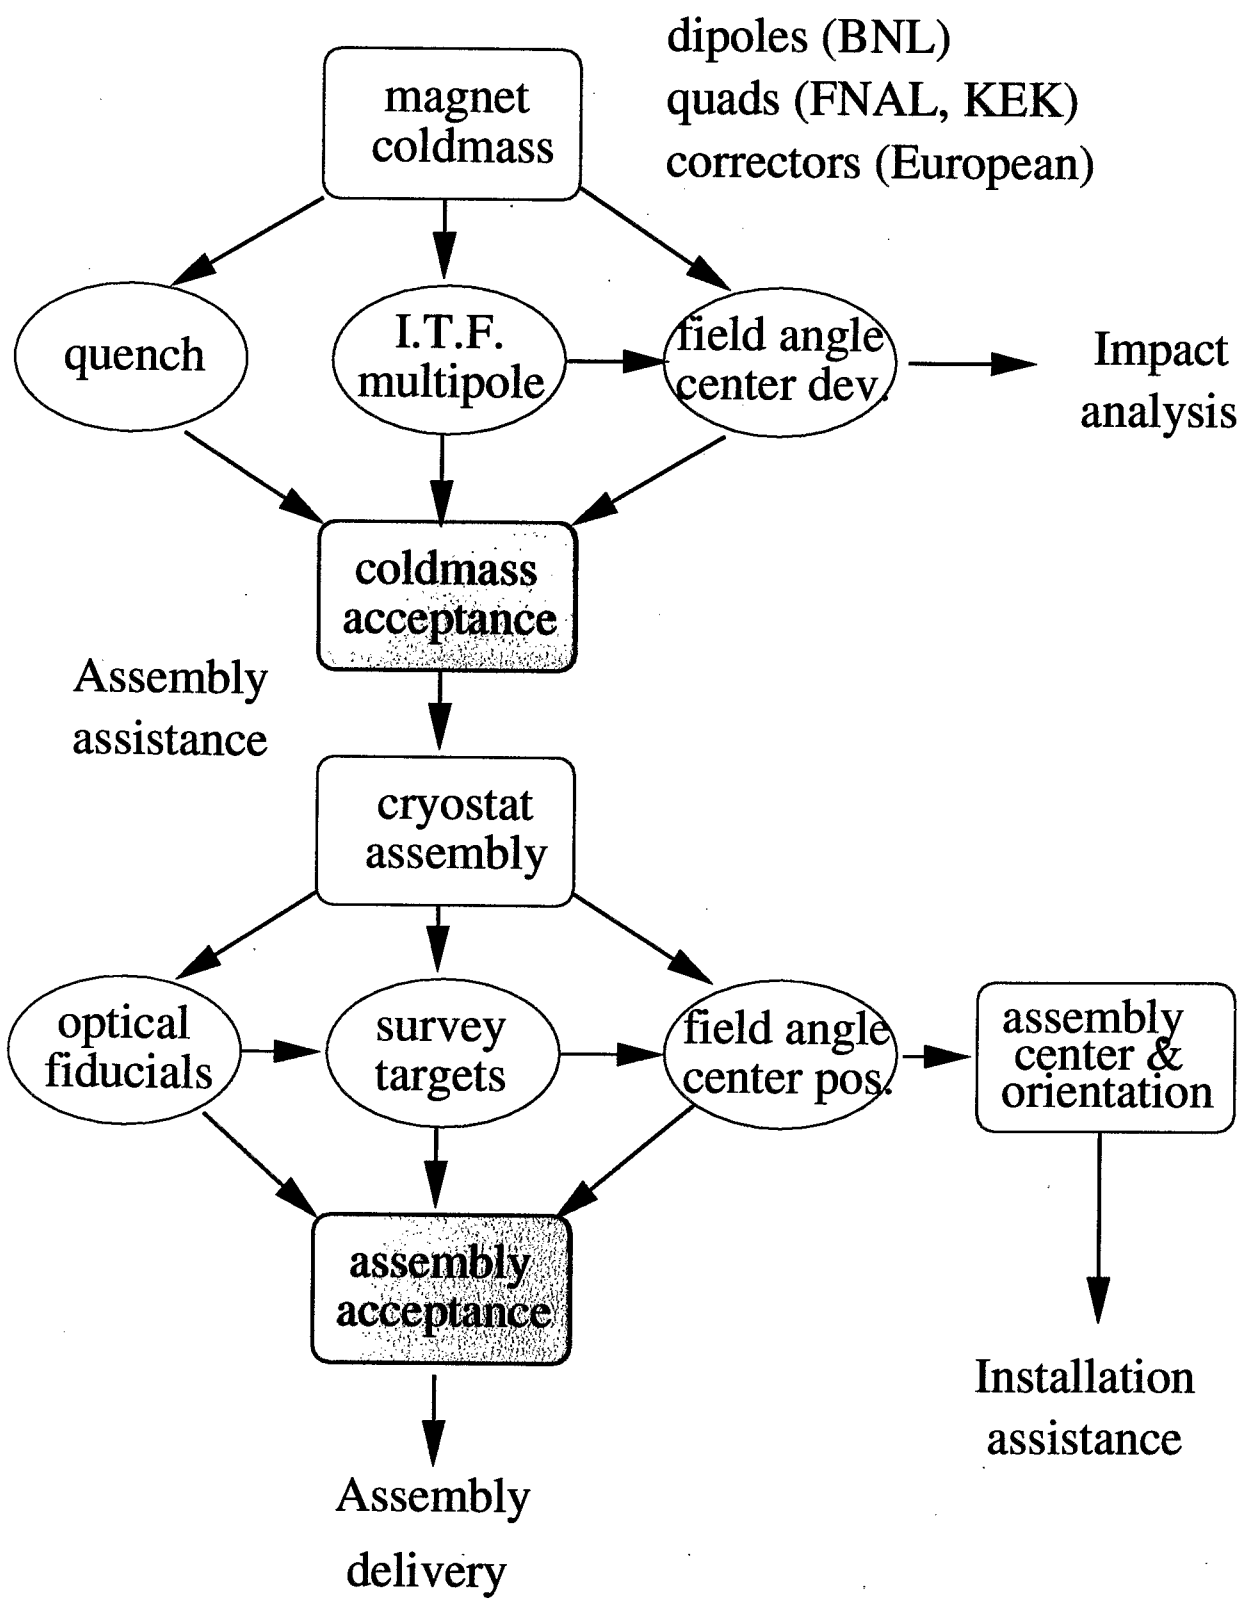 dipoles (BNL)
quads (FNAL, KEK)
correctors (European)
magnet
coldmass
quench
I.T.F.
multipole
field angle
center dev.
Impact
analysis
coldmass
acceptance
Assembly
assistance
cryostat
assembly
optical
fiducials
survey
targets
field angle
center pos.
assembly
center &
orientation
assembly
acceptance
Installation
assistance
Assembly
delivery